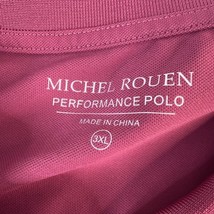 MICHEL ROUEN
PERFORMANCE POLO
MADE IN CHINA
3XL